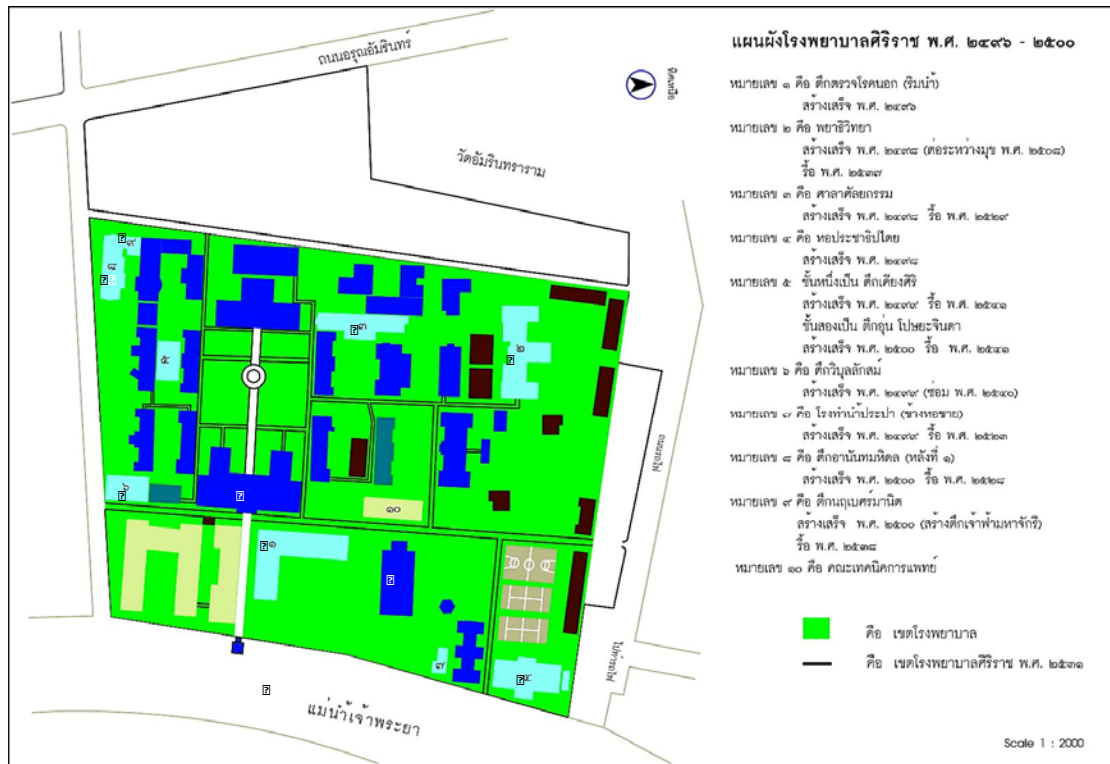 แผนผังโรงพยาบาลศิริราช พ.ศ. ๒๔๙๖ - ๒๕๐๐
หมายเลข ๑ คือ ตึกตรวจโรคนอก (ริมน้ำ)
สร้างเสร็จ พ.ศ. ๒๔๙๖
หมายเลข ๒ คือ พยาธิวิทยา
สร้างเสร็จ พ.ศ. ๒๔๙๘ (ต่อระหว่างมุข พ.ศ. ๒๕๐๘)
รื้อ พ.ศ. ๒๕๓๗
หมายเลข ๓ คือ ศาลาศัลยกรรม
สร้างเสร็จ พ.ศ. ๒๔๙๘ รื้อ พ.ศ. ๒๕๒๙
หมายเลข ๔ คือ หอประชาธิปไตย
สร้างเสร็จ พ.ศ. ๒๔๙๘
หมายเลข ๕ ชั้นหนึ่งเป็น ตึกเคียงศิริ
สร้างเสร็จ พ.ศ. ๒๔๙๙ รื้อ พ.ศ. ๒๕๔๑
ชั้นสองเป็น ตึกอุ่น โปษยะจินดา
สร้างเสร็จ พ.ศ. ๒๕๐๐ รื้อ พ.ศ. ๒๕๔๑
หมายเลข ๖ คือ ตึกวิบุลลักสม์
สร้างเสร็จ พ.ศ. ๒๔๙๙ (ซ่อม พ.ศ. ๒๕๔๐)
หมายเลข ๗ คือ โรงทำน้ำประปา (ข้างหอชาย)
สร้างเสร็จ พ.ศ. ๒๔๙๙ รื้อ พ.ศ. ๒๕๒๓
หมายเลข ๘ คือ ตึกอานันทมหิดล (หลังที่ ๑)
สร้างเสร็จ พ.ศ. ๒๕๐๐ รื้อ พ.ศ. ๒๕๒๘
หมายเลข ๙ คือ ตึกนฤเบศร์มานิต
สร้างเสร็จ พ.ศ. ๒๕๐๐ (สร้างตึกเจ้าฟ้ามหาจักรี)
รื้อ พ.ศ. ๒๕๓๘
หมายเลข ๑๐ คือ คณะเทคนิคการแพทย์
คือ เขตโรงพยาบาล
คือ เขตโรงพยาบาลศิริราช พ.ศ. ๒๕๓๑
Scale 1 : 2000
ถนนอรุณอัมรินทร์
ทิศเหนือ
วัดอัมรินทราราม
๙
๘
๓
๒
๕
๑๐
๑
๗
๔
ถนนรถไฟ
ไปท่ารถไฟ
แม่น้ำเจ้าพระยา